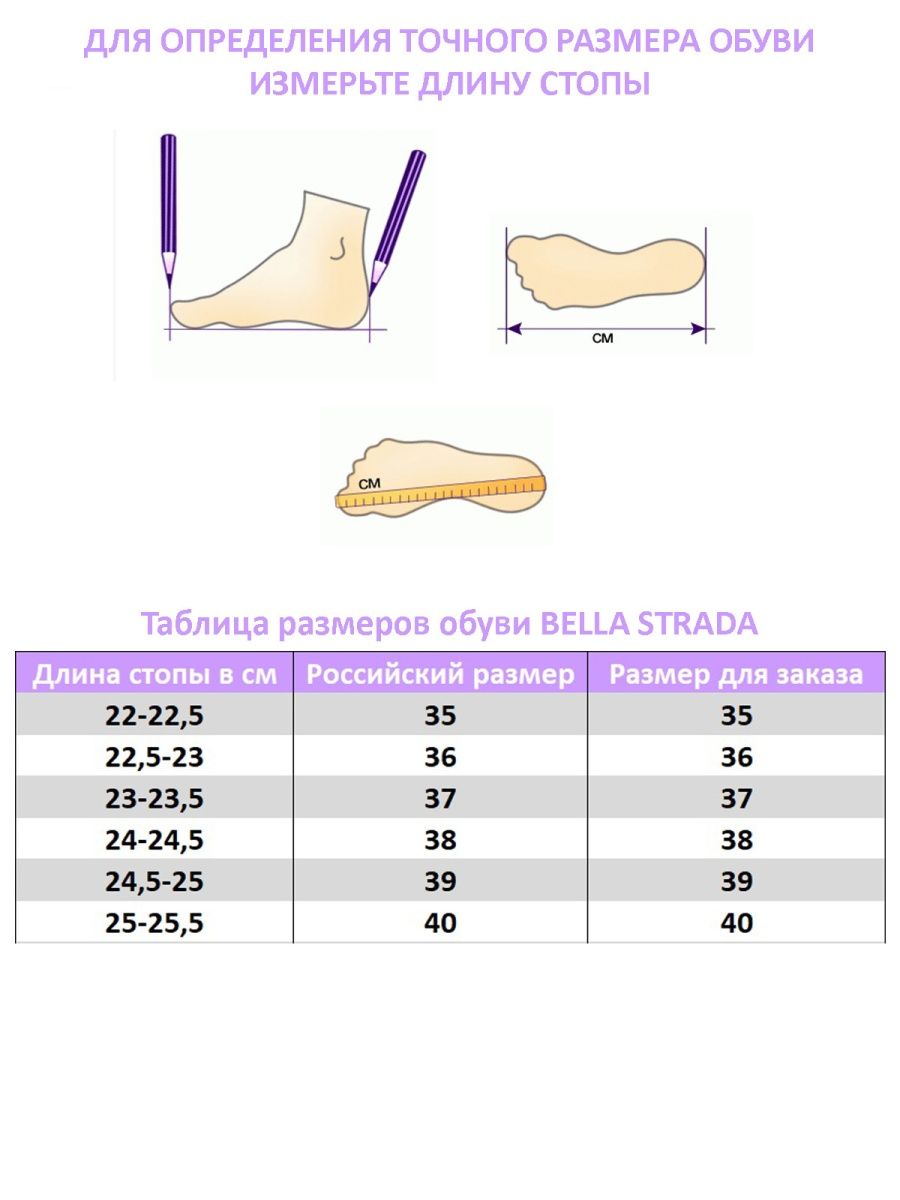 ДЛЯ ОПРЕДЕЛЕНИЯ ТОЧНОГО РАЗМЕРА ОБУВИ
ИЗМЕРЬТЕ ДЛИНУ СТОПЫ
СМ
СМ
Таблица размеров обуви BELLA STRADA
Длина стопы в см Российский размер Размер для заказа
22-22,5 35 35
22,5-23 36 36
23-23,5 37 37
24-24,5 38 38
24,5-25 39 39
25-25,5 40 40